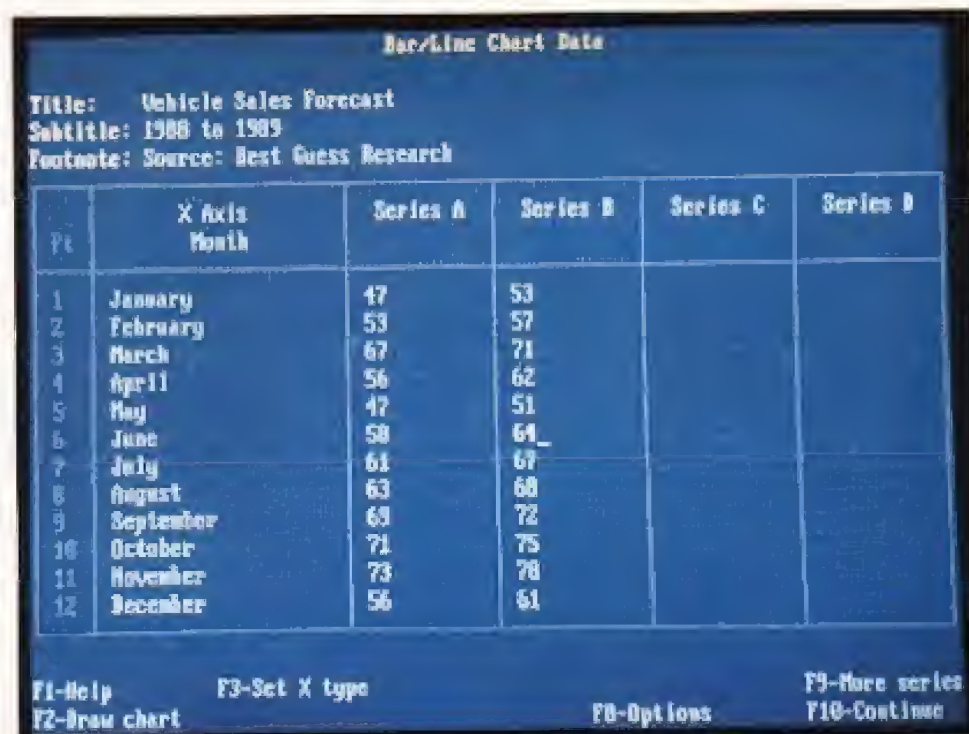 Bar/Line Chart Data
Title: Vehicle Sales Forecast
Subtitle: 1988 to 1989
Footnote: Source: Best Guess Research
Pt X Axis Month Series A Series B Series C Series D
1 January 47 53
2 February 53 57
3 March 67 71
4 April 56 62
5 May 47 51
6 June 58 64_
7 July 61 67
8 August 63 68
9 September 69 72
10 October 71 75
11 November 73 78
12 December 56 61
F1-Help F3-Set X type F9-More series
F2-Draw chart F8-Options F10-Continue